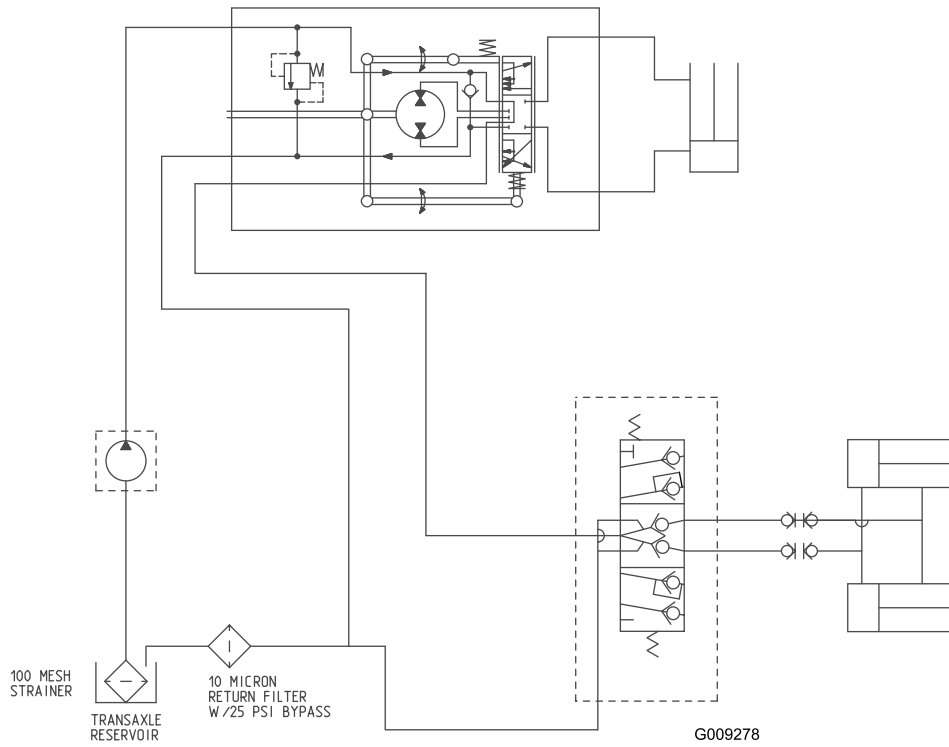 100 MESH
STRAINER
TRANSAXLE
RESERVOIR
10 MICRON
RETURN FILTER
W/25 PSI BYPASS
G009278